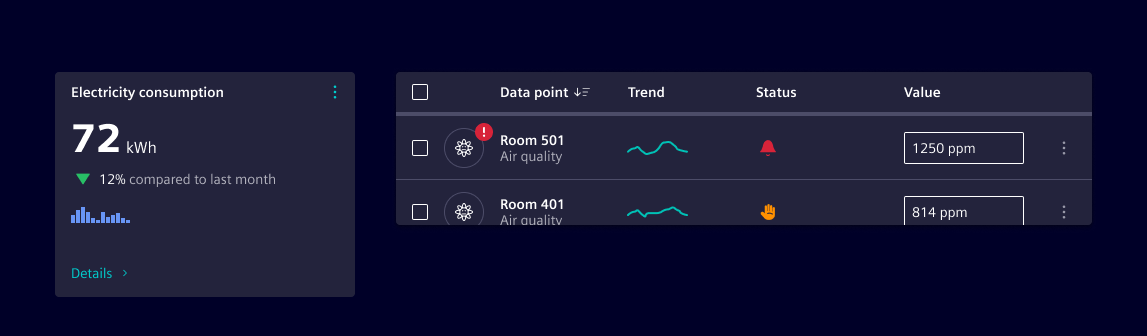 Electricity consumption
72 kWh
12% compared to last month
Details
Data point Trend Status Value
!
Room 501
Air quality
1250 ppm
Room 401
Air quality
814 ppm